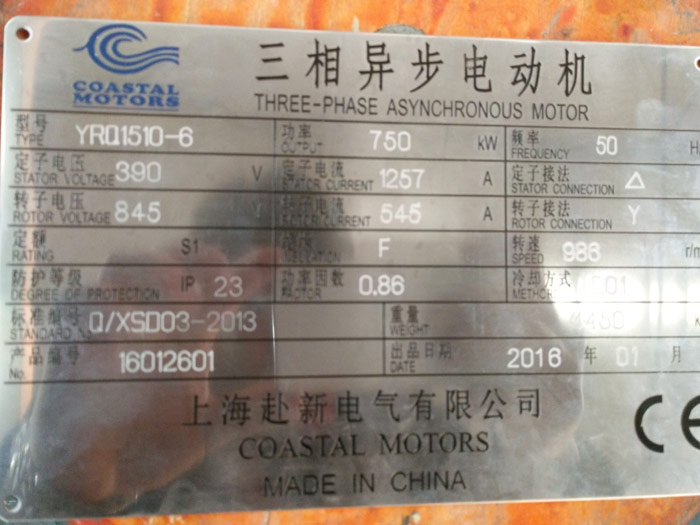 COASTAL
MOTORS
三相异步电动机
THREE-PHASE ASYNCHRONOUS MOTOR
型号 TYPE YRQ1510-6 功率 OUTPUT 750 kW 频率 FREQUENCY 50
定子电压 STATOR VOLTAGE 390 V 定子电流 STATOR CURRENT 1257 A 定子接法 STATOR CONNECTION △
转子电压 ROTOR VOLTAGE 845 转子电流 ROTOR CURRENT 545 A 转子接法 ROTOR CONNECTION Y
定额 RATING S1 F 转速 SPEED 986 r/m
防护等级 DEGREE OF PROTECTION IP 23 功率因数 FACTOR 0.86 冷却方式
标准编号 STANDARD Q/XSD03-2013 重量 WEIGHT
产品编号 No. 16012601 出品日期 DATE 2016 年 01 月
上海赴新电气有限公司
COASTAL MOTORS
MADE IN CHINA
CE